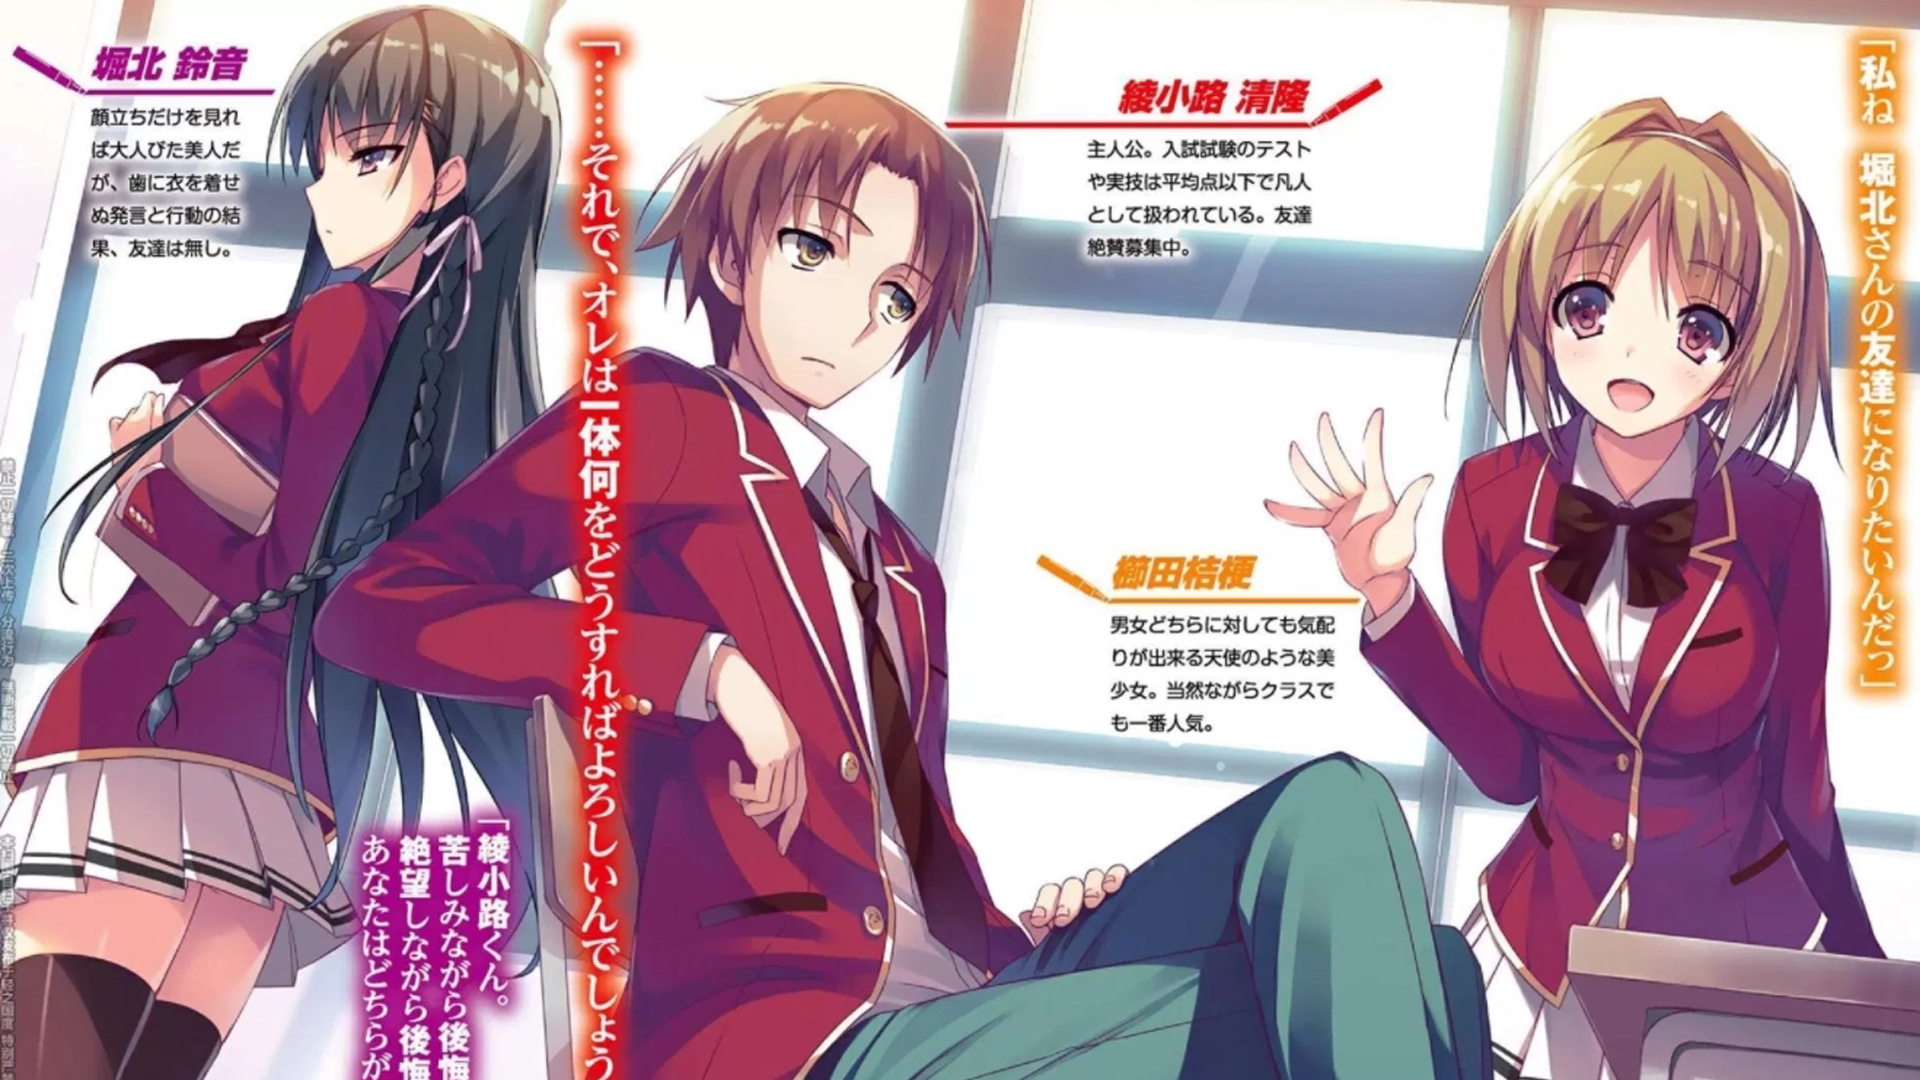 堀北 鈴音
顔立ちだけを見れ
ば大人びた美人だ
が、歯に衣を着せ
ぬ発言と行動の結
果、友達は無し。
「綾小路くん。
苦しみながら後悔
絶望しながら後悔
あなたはどちらが
「……それで、オレは一体何をどうすればよろしいんでしょう
綾小路 清隆
主人公。入試試験のテスト
や実技は平均点以下で凡人
として扱われている。友達
絶賛募集中。
櫛田桔梗
男女どちらに対しても気配
りが出来る天使のような美
少女。当然ながらクラスで
も一番人気。
「私ね 堀北さんの友達になりたいんだっ」